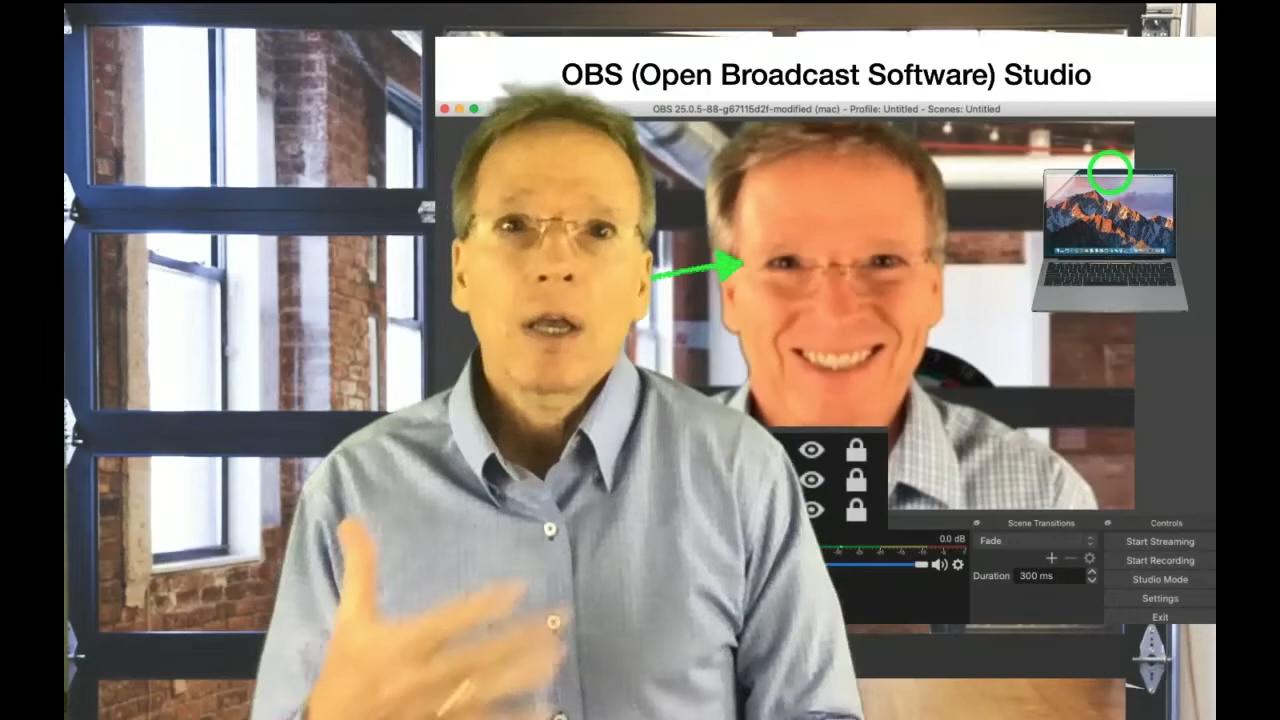 OBS (Open Broadcast Software) Studio
OBS 25.0.5-88-g67115d2f-modified (mac) - Profile: Untitled - Scenes: Untitled
0.0 dB
Scene Transitions
Fade
Duration 300 ms
Controls
Start Streaming
Start Recording
Studio Mode
Settings
Exit